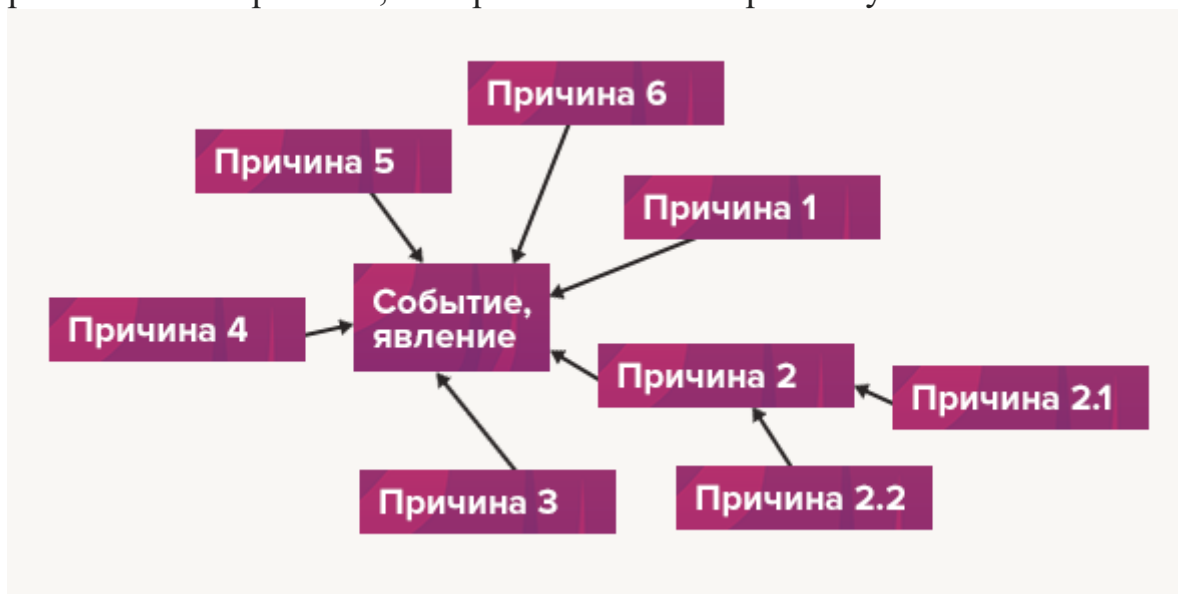 Причина 6
Причина 5
Причина 1
Событие,
явление
Причина 4
Причина 2
Причина 2.1
Причина 3
Причина 2.2